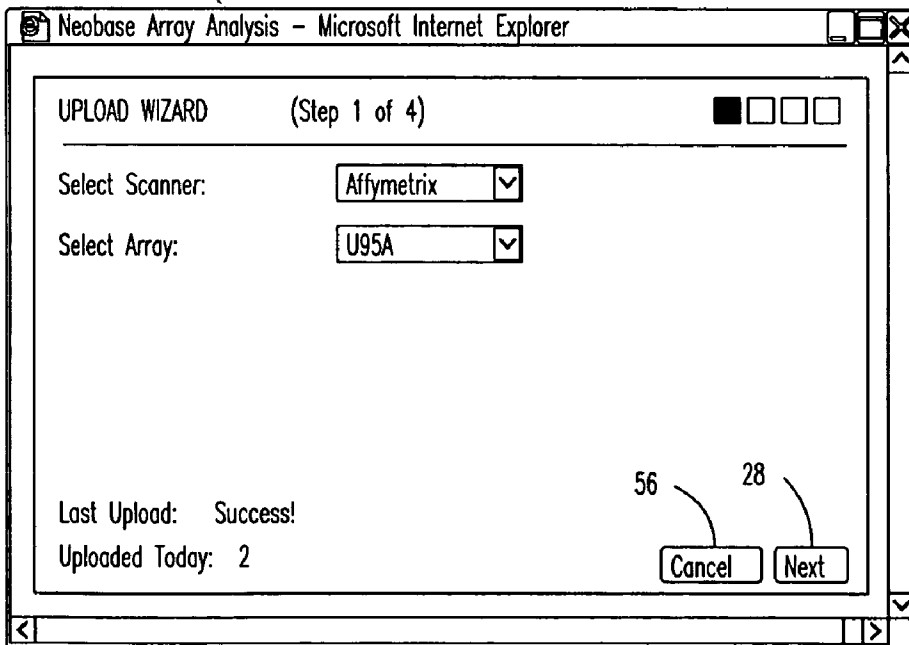 Neobase Array Analysis – Microsoft Internet Explorer
UPLOAD WIZARD (Step 1 of 4)
Select Scanner: Affymetrix
Select Array: U95A
56 28
Last Upload: Success!
Uploaded Today: 2
Cancel Next